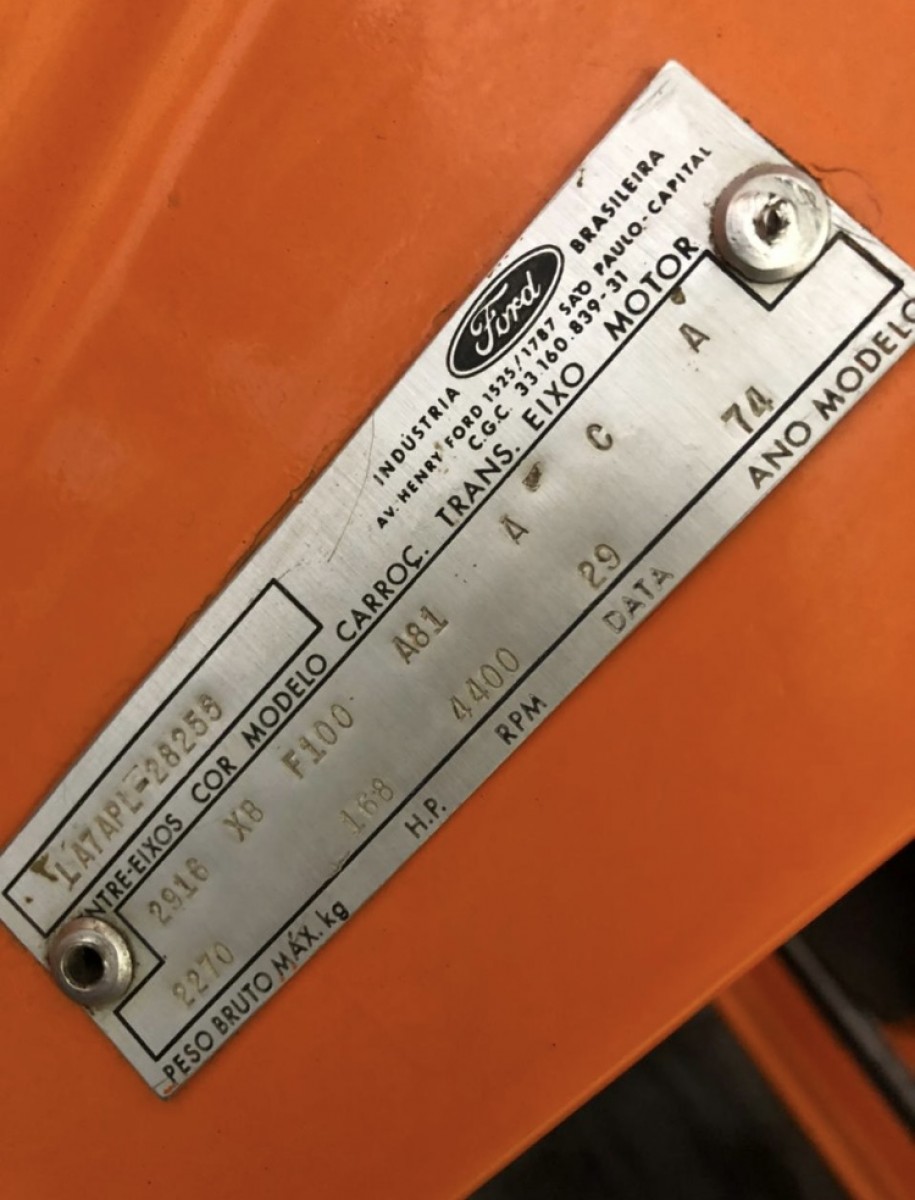 INDÚSTRIA Ford BRASILEIRA
AV. HENRY FORD 1525/1787 SAO PAULO-CAPITAL
C.G.C. 33.160.839-31
LA7APL-28258
ENTRE-EIXOS COR MODELO CARROÇ. TRANS. EIXO MOTOR
2916 XB F100 A81 A - C A
2270 168 4400 29 74
PESO BRUTO MÁX. kg H.P. RPM DATA ANO MODELO